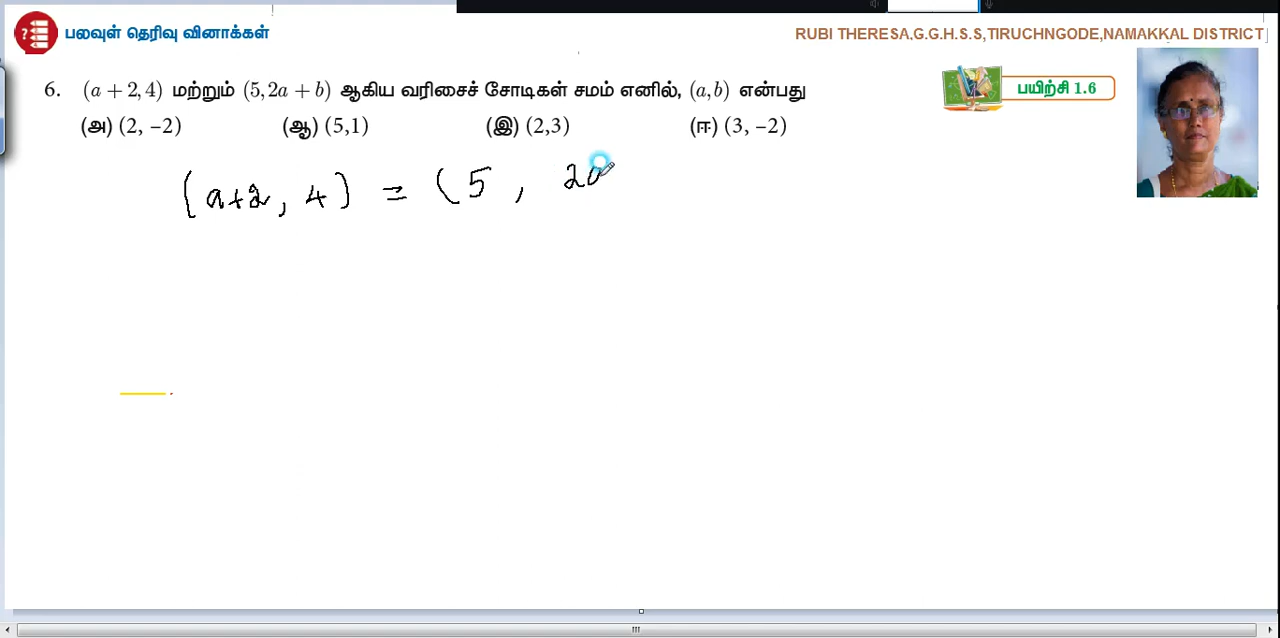 பலவுள் தெரிவு வினாக்கள்
RUBI THERESA,G.G.H.S.S,TIRUCHNGODE,NAMAKKAL DISTRICT
6. (a + 2, 4) மற்றும் (5, 2a + b) ஆகிய வரிசைச் சோடிகள் சமம் எனில், (a, b) என்பது
பயிற்சி 1.6
(அ) (2, −2) (ஆ) (5,1) (இ) (2,3) (ஈ) (3, −2)
(a+2, 4) = (5, 2a